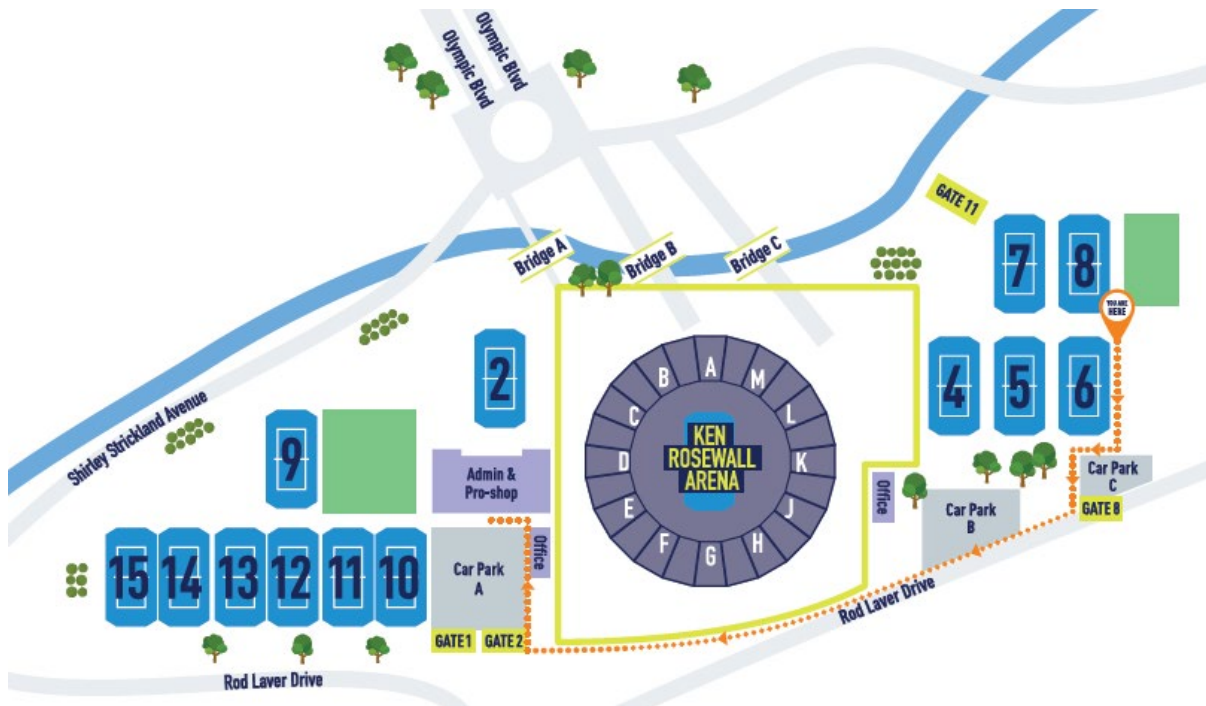 Olympic Blvd
Olympic Blvd
GATE 11
Bridge A
Bridge B
Bridge C
7
8
YOU ARE
HERE
2
4
5
6
A
B
M
C
L
D
K
E
J
F
H
G
KEN
ROSEWALL
ARENA
Shirley Strickland Avenue
9
Admin &
Pro-shop
Office
Car Park
C
GATE 8
Car Park
B
15
14
13
12
11
10
Car Park
A
Office
Rod Laver Drive
GATE 1
GATE 2
Rod Laver Drive